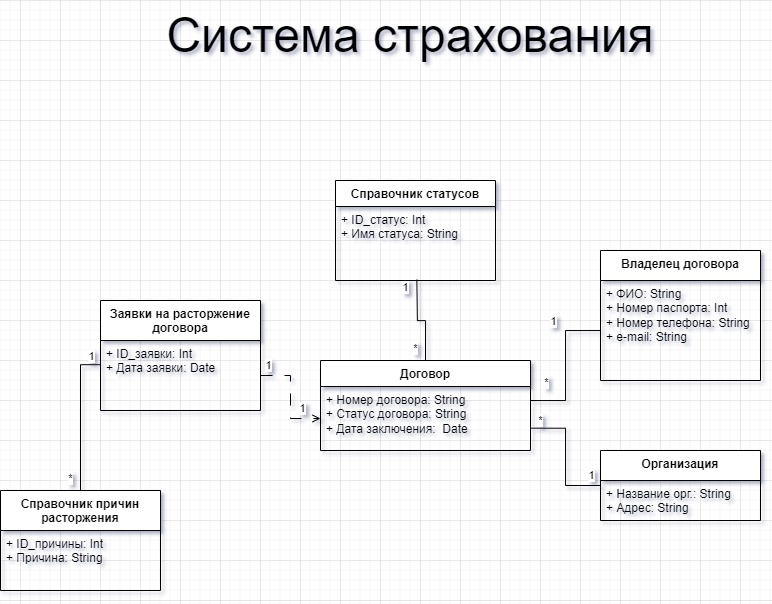 Система страхования
Справочник статусов
+ ID_статус: Int
+ Имя статуса: String
1
*
Владелец договора
+ ФИО: String
+ Номер паспорта: Int
+ Номер телефона: String
+ e-mail: String
1
*
Заявки на расторжение
договора
+ ID_заявки: Int
+ Дата заявки: Date
1
1
1
Договор
+ Номер договора: String
+ Статус договора: String
+ Дата заключения: Date
*
1
Организация
+ Название орг.: String
+ Адрес: String
*
Справочник причин
расторжения
+ ID_причины: Int
+ Причина: String